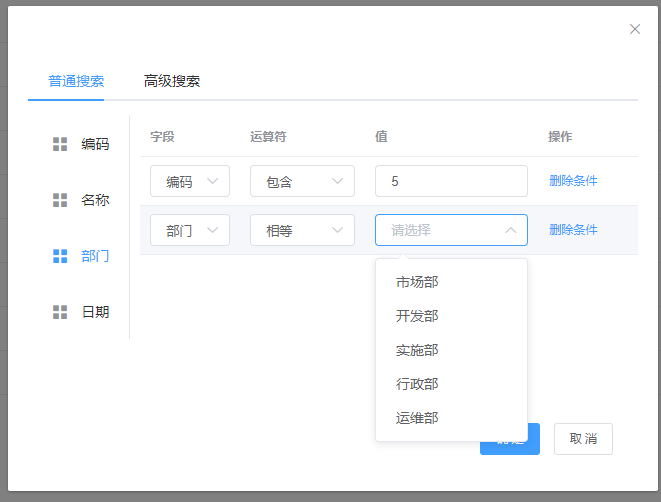 普通搜索 高级搜索
编码
名称
部门
日期
字段 运算符 值 操作
编码 包含 5 删除条件
部门 相等 请选择 删除条件
市场部
开发部
实施部
行政部
运维部
取 消